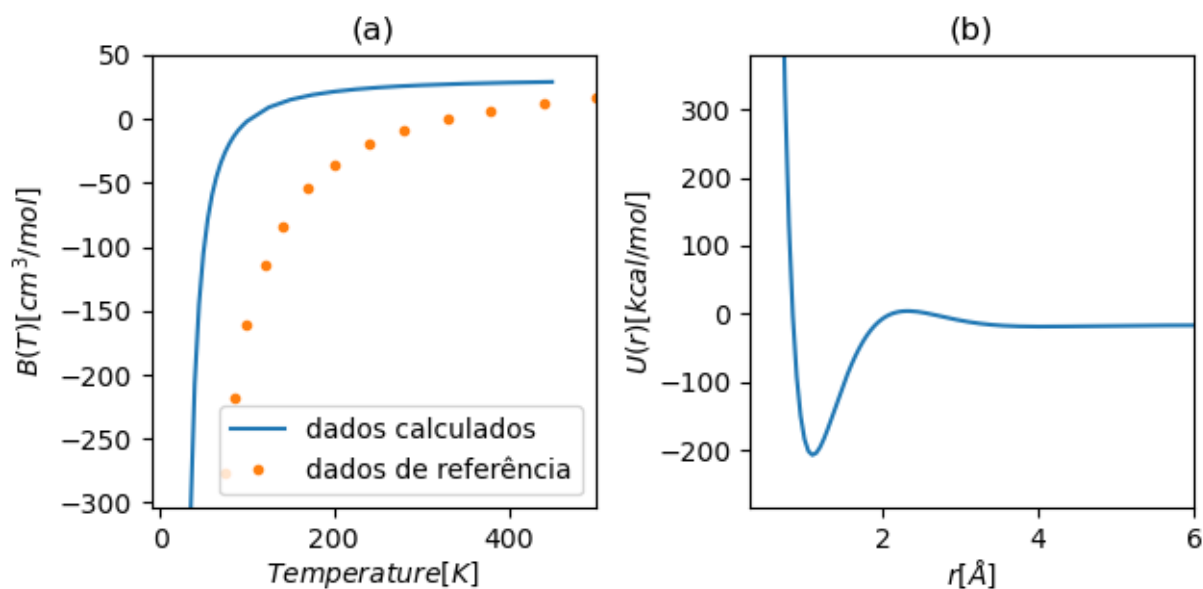 (a)
B(T)[cm³/mol]
50
0
−50
−100
−150
−200
−250
−300
dados calculados
dados de referência
0
200
400
Temperature[K]
(b)
U(r)[kcal/mol]
300
200
100
0
−100
−200
2
4
6
r[Å]